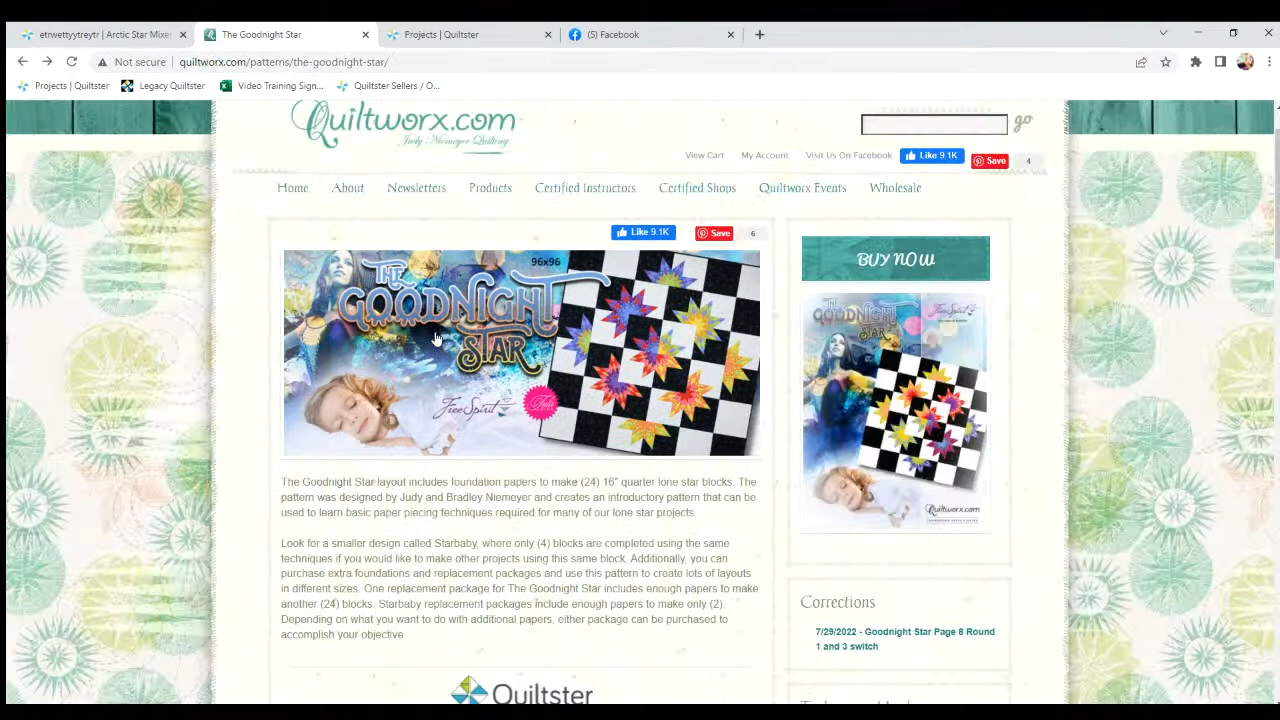 etrwettyytreytr | Arctic Star Mixer
The Goodnight Star
Projects | Quiltster
(5) Facebook
Not secure
quiltworx.com/patterns/the-goodnight-star/
Projects | Quiltster
Legacy Quiltster
Video Training Sign...
Quiltster Sellers / O...
Quiltworx.com
Judy Niemeyer Quilting
go
View Cart
My Account
Visit Us On Facebook
Like 9.1K
Save
4
Home
About
Newsletters
Products
Certified Instructors
Certified Shops
Quiltworx Events
Wholesale
Like 9.1K
Save
6
96x96
THE
GOODNIGHT
STAR
FreeSpirit
The Goodnight Star layout includes foundation papers to make (24) 16" quarter lone star blocks. The
pattern was designed by Judy and Bradley Niemeyer and creates an introductory pattern that can be
used to learn basic paper piecing techniques required for many of our lone star projects.
Look for a smaller design called Starbaby, where only (4) blocks are completed using the same
techniques if you would like to make other projects using this same block. Additionally, you can
purchase extra foundations and replacement packages and use this pattern to create lots of layouts
in different sizes. One replacement package for The Goodnight Star includes enough papers to make
another (24) blocks. Starbaby replacement packages include enough papers to make only (2).
Depending on what you want to do with additional papers, either package can be purchased to
accomplish your objective
Quiltster
BUY NOW
THE
GOODNIGHT
STAR
FreeSpirit
Quiltworx.com
Corrections
7/29/2022 - Goodnight Star Page 8 Round
1 and 3 switch